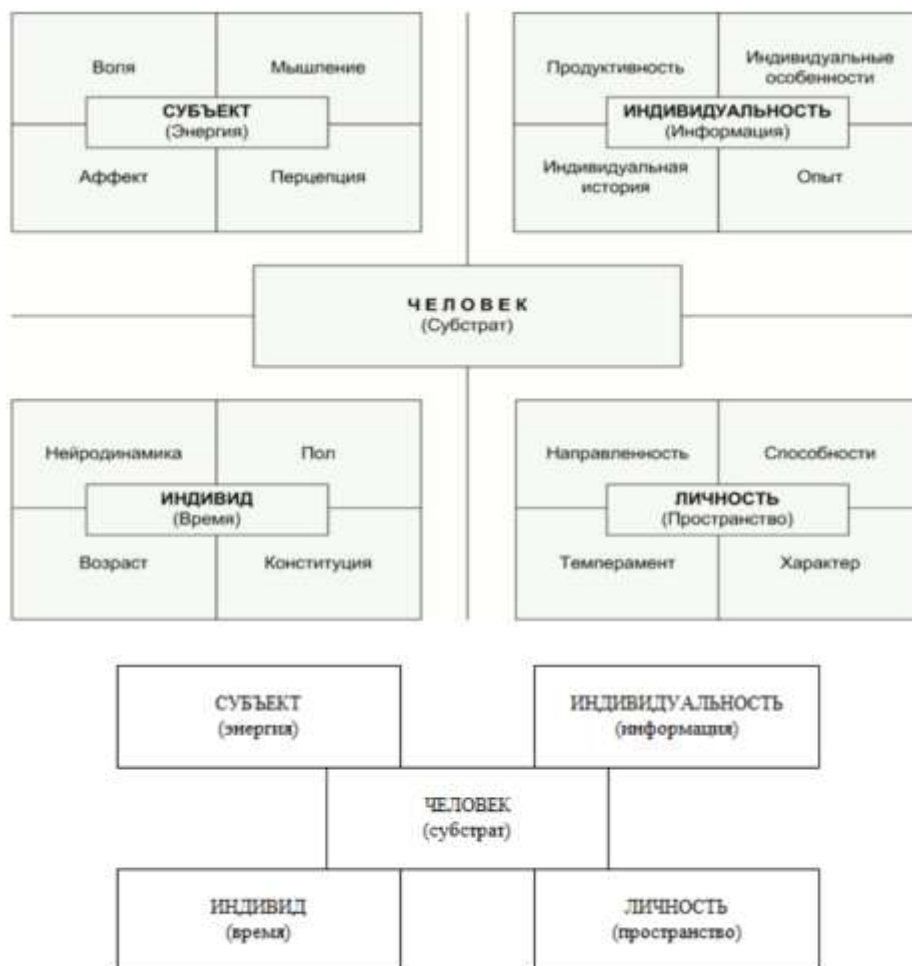 Воля
Мышление
СУБЪЕКТ
(Энергия)
Аффект
Перцепция
Продуктивность
Индивидуальные
особенности
ИНДИВИДУАЛЬНОСТЬ
(Информация)
Индивидуальная
история
Опыт
ЧЕЛОВЕК
(Субстрат)
Нейродинамика
Пол
ИНДИВИД
(Время)
Возраст
Конституция
Направленность
Способности
ЛИЧНОСТЬ
(Пространство)
Темперамент
Характер
СУБЪЕКТ
(энергия)
ИНДИВИДУАЛЬНОСТЬ
(информация)
ЧЕЛОВЕК
(субстрат)
ИНДИВИД
(время)
ЛИЧНОСТЬ
(пространство)